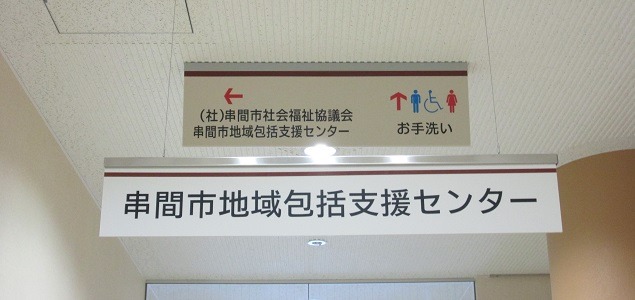 （社）串間市社会福祉協議会
串間市地域包括支援センター
お手洗い
串間市地域包括支援センター